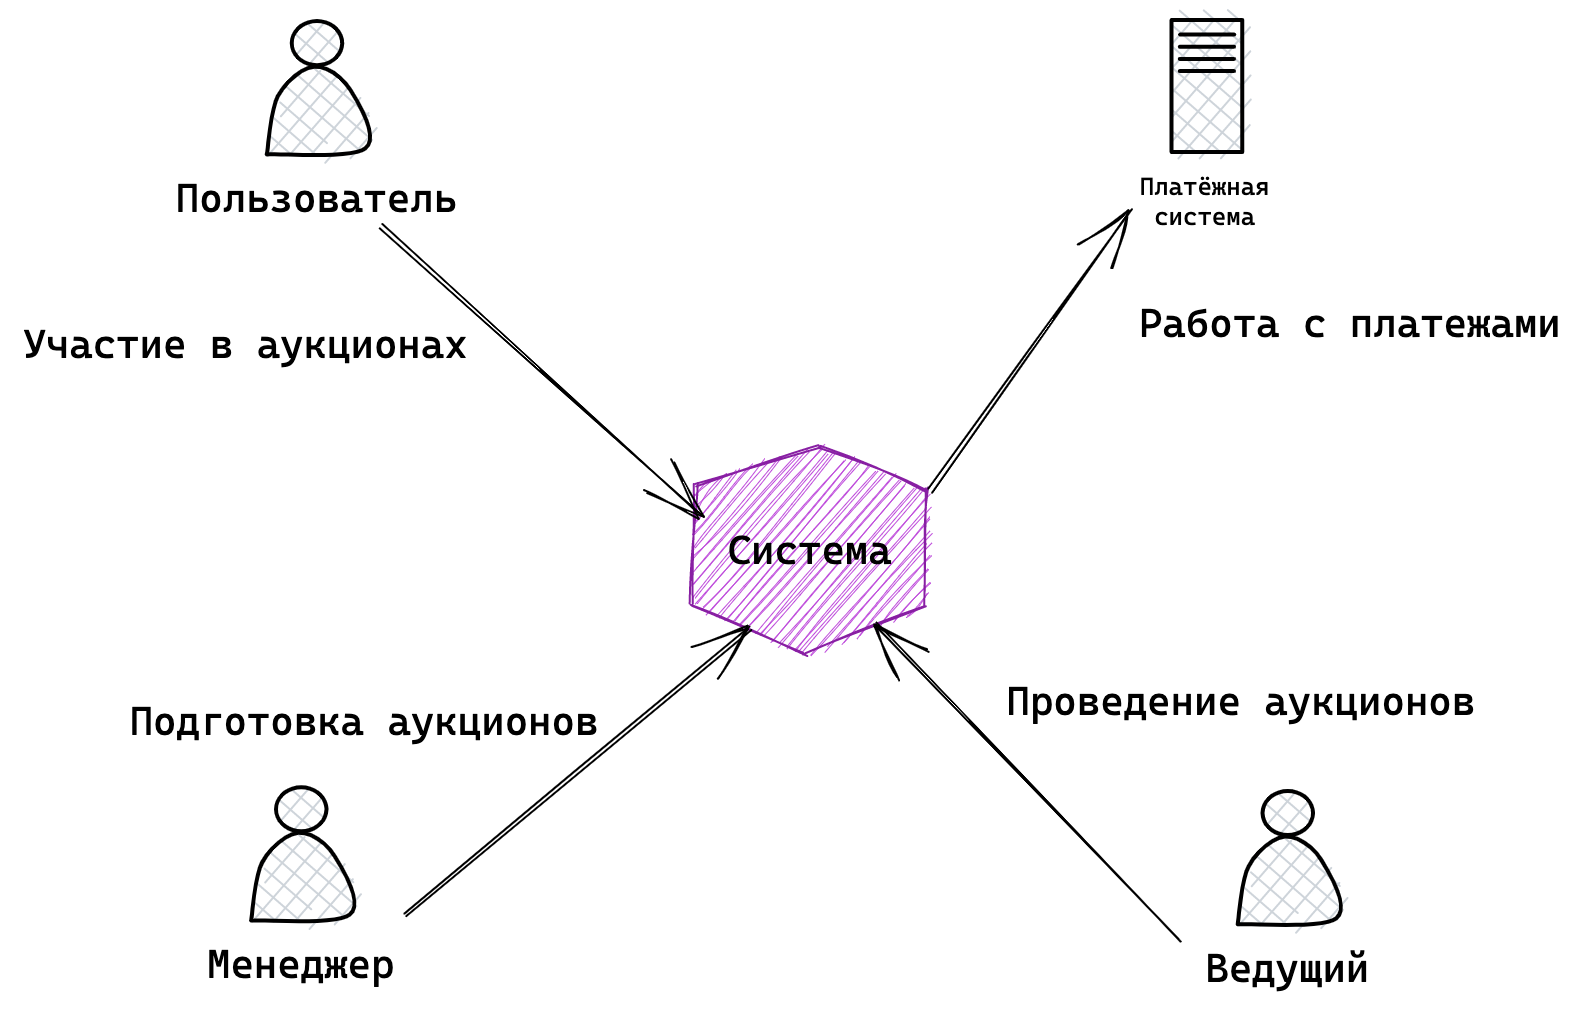 Пользователь
Платёжная
система
Участие в аукционах
Работа с платежами
Система
Подготовка аукционов
Проведение аукционов
Менеджер
Ведущий